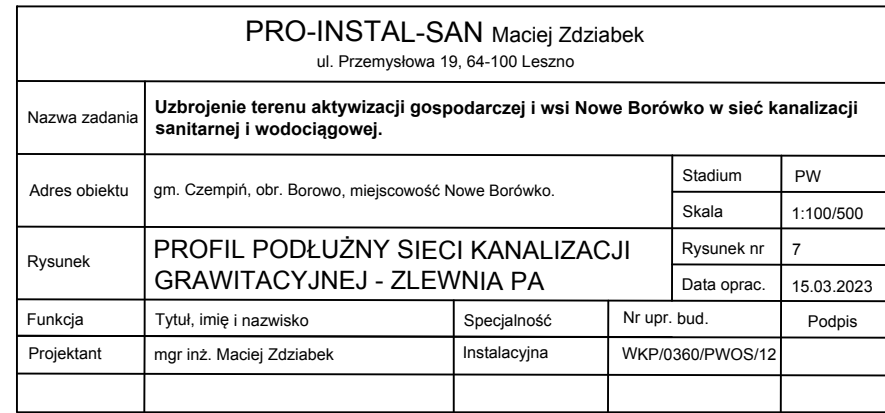 PRO-INSTAL-SAN Maciej Zdziabek
ul. Przemysłowa 19, 64-100 Leszno
Nazwa zadania
Uzbrojenie terenu aktywizacji gospodarczej i wsi Nowe Borówko w sieć kanalizacji
sanitarnej i wodociągowej.
Adres obiektu
gm. Czempiń, obr. Borowo, miejscowość Nowe Borówko.
Stadium PW
Skala 1:100/500
Rysunek
PROFIL PODŁUŻNY SIECI KANALIZACJI
GRAWITACYJNEJ - ZLEWNIA PA
Rysunek nr 7
Data oprac. 15.03.2023
Funkcja Tytuł, imię i nazwisko Specjalność Nr upr. bud. Podpis
Projektant mgr inż. Maciej Zdziabek Instalacyjna WKP/0360/PWOS/12